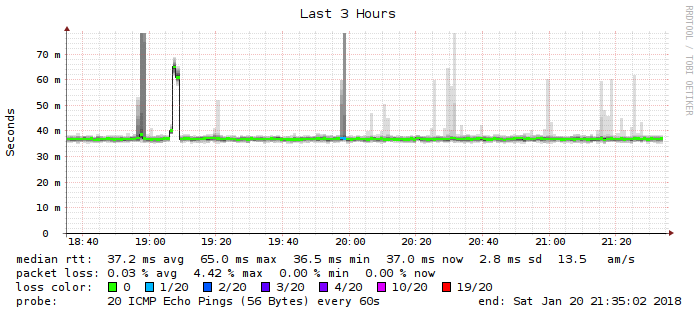 Last 3 Hours
RRDTOOL / TOBI OETIKER
Seconds
70 m
60 m
50 m
40 m
30 m
20 m
10 m
0
18:40 19:00 19:20 19:40 20:00 20:20 20:40 21:00 21:20
median rtt: 37.2 ms avg 65.0 ms max 36.5 ms min 37.0 ms now 2.8 ms sd 13.5 am/s
packet loss: 0.03 % avg 4.42 % max 0.00 % min 0.00 % now
loss color: 0 1/20 2/20 3/20 4/20 10/20 19/20
probe: 20 ICMP Echo Pings (56 Bytes) every 60s end: Sat Jan 20 21:35:02 2018